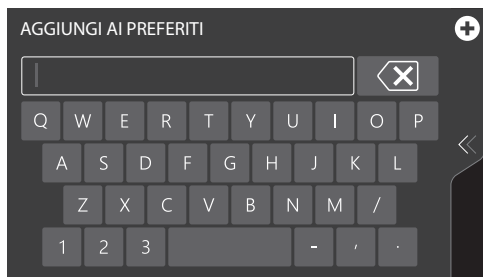 AGGIUNGI AI PREFERITI
Q W E R T Y U I O P
A S D F G H J K L
Z X C V B N M /
1 2 3 - , .